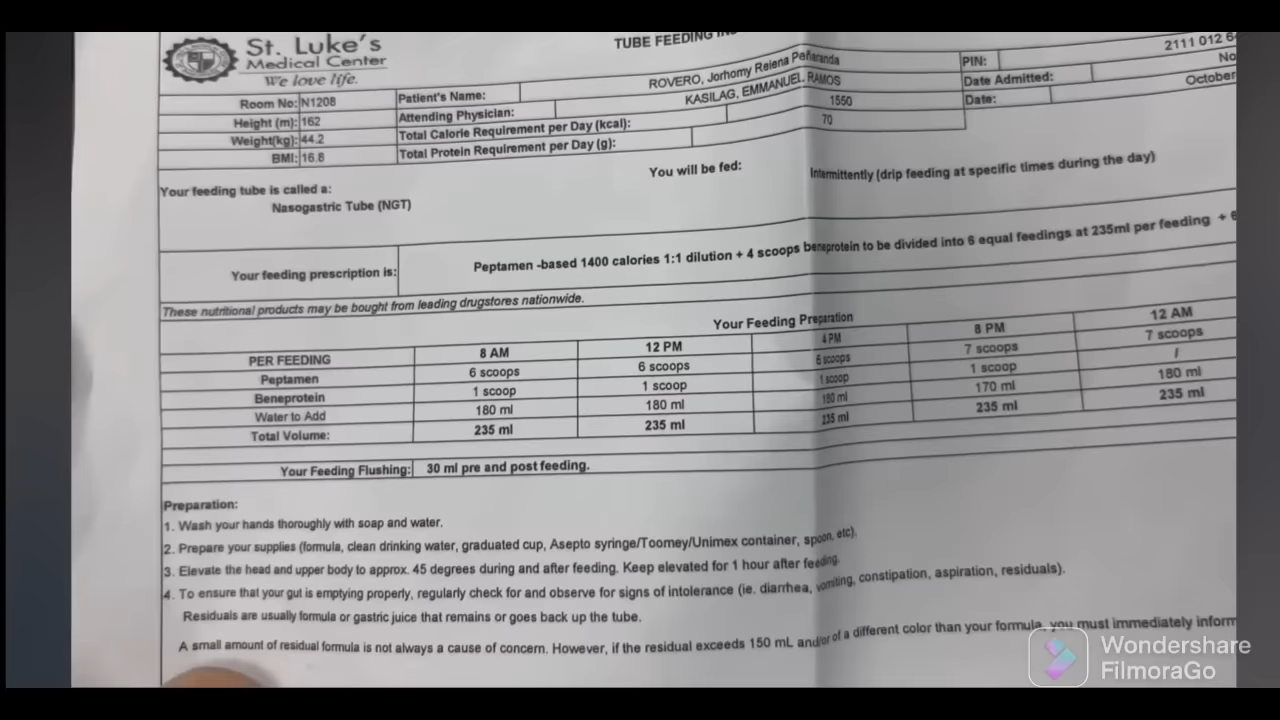 St. Luke's
Medical Center
We love life.
TUBE FEEDING
Room No: N1208
Height (m): 162
Weight(kg): 44.2
BMI: 16.8
Patient's Name: ROVERO, Jorhomy Relena Peñaranda
Attending Physician: KASILAG, EMMANUEL RAMOS
Total Calorie Requirement per Day (kcal): 1550
Total Protein Requirement per Day (g): 70
PIN: 2111 012
Date Admitted: No
Date: October
Your feeding tube is called a:
Nasogastric Tube (NGT)
You will be fed: Intermittently (drip feeding at specific times during the day)
Your feeding prescription is: Peptamen -based 1400 calories 1:1 dilution + 4 scoops beneprotein to be divided into 6 equal feedings at 235ml per feeding +
These nutritional products may be bought from leading drugstores nationwide.
Your Feeding Preparation
PER FEEDING 8 AM 12 PM 4 PM 8 PM 12 AM
Peptamen 6 scoops 6 scoops 6 scoops 7 scoops 7 scoops
Beneprotein 1 scoop 1 scoop 1 scoop 1 scoop /
Water to Add 180 ml 180 ml 180 ml 170 ml 180 ml
Total Volume: 235 ml 235 ml 235 ml 235 ml 235 ml
Your Feeding Flushing: 30 ml pre and post feeding.
Preparation:
1. Wash your hands thoroughly with soap and water.
2. Prepare your supplies (formula, clean drinking water, graduated cup, Asepto syringe/Toomey/Unimex container, spoon, etc).
3. Elevate the head and upper body to approx. 45 degrees during and after feeding. Keep elevated for 1 hour after feeding.
4. To ensure that your gut is emptying properly, regularly check for and observe for signs of intolerance (ie. diarrhea, vomiting, constipation, aspiration, residuals).
Residuals are usually formula or gastric juice that remains or goes back up the tube.
A small amount of residual formula is not always a cause of concern. However, if the residual exceeds 150 mL and/or of a different color than your formula, you must immediately inform
Wondershare
FilmoraGo